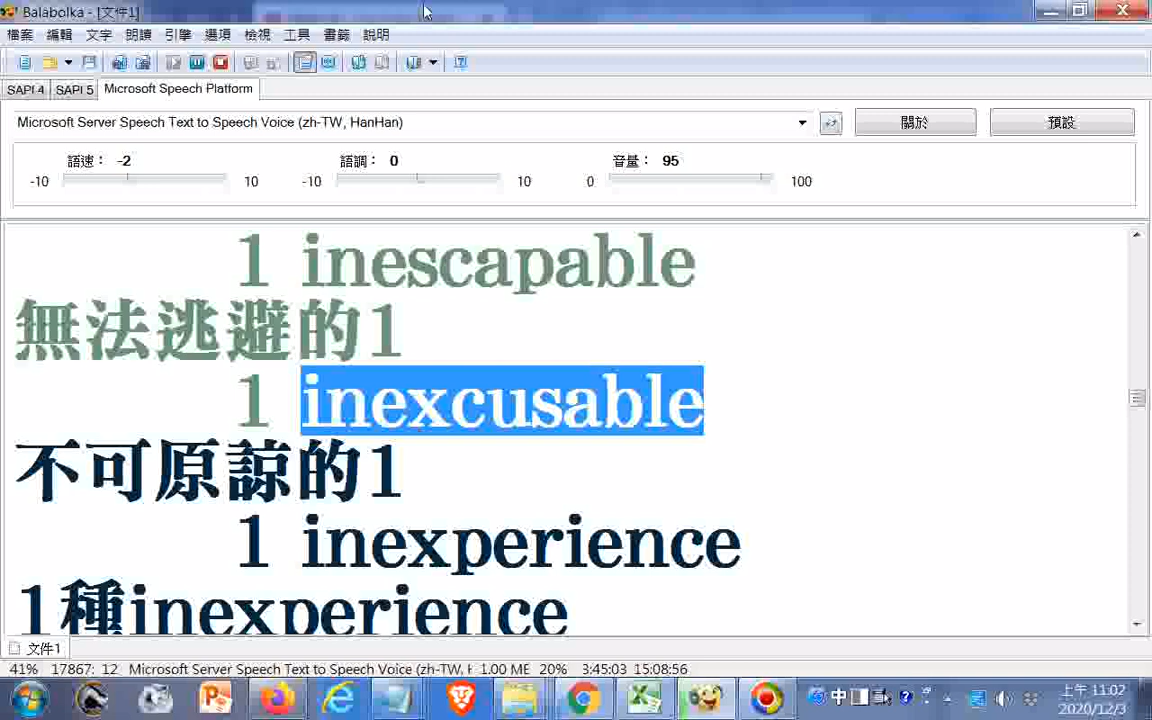 Balabolka - [文件1]
檔案 編輯 文字 朗讀 引擎 選項 檢視 工具 書籤 說明
SAPI 4 SAPI 5 Microsoft Speech Platform
Microsoft Server Speech Text to Speech Voice (zh-TW, HanHan) 關於 預設
語速： -2 語調： 0 音量： 95
-10 10 -10 10 0 100
1 inescapable
無法逃避的1
1 inexcusable
不可原諒的1
1 inexperience
1種inexperience
文件1
41% 17867: 12 Microsoft Server Speech Text to Speech Voice (zh-TW, 1.00 ME 20% 3:45:03 15:08:56
中 上午 11:02
2020/12/3